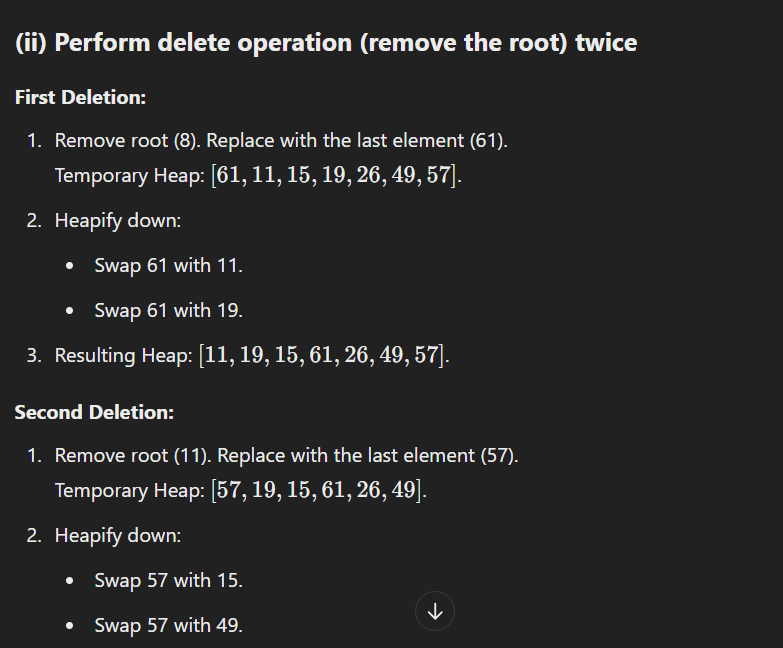 (ii) Perform delete operation (remove the root) twice
First Deletion:
1. Remove root (8). Replace with the last element (61).
Temporary Heap: [61, 11, 15, 19, 26, 49, 57].
2. Heapify down:
• Swap 61 with 11.
• Swap 61 with 19.
3. Resulting Heap: [11, 19, 15, 61, 26, 49, 57].
Second Deletion:
1. Remove root (11). Replace with the last element (57).
Temporary Heap: [57, 19, 15, 61, 26, 49].
2. Heapify down:
• Swap 57 with 15.
• Swap 57 with 49.